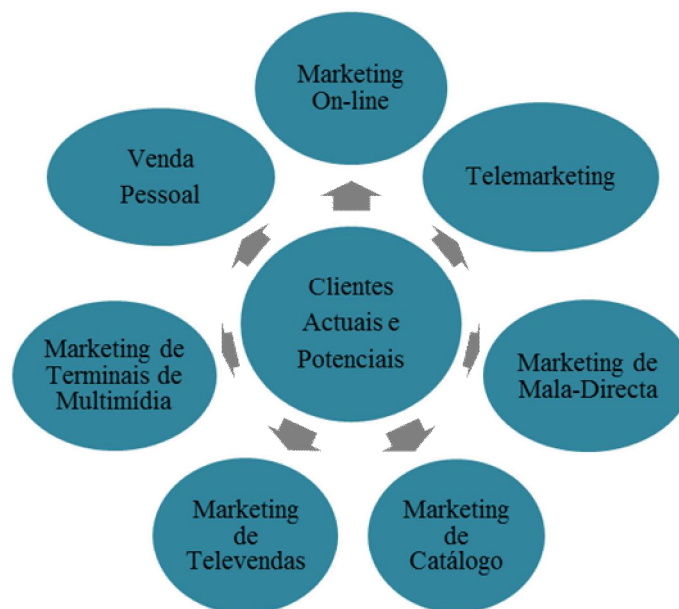 Marketing
On-line
Telemarketing
Marketing de
Mala-Directa
Marketing
de
Catálogo
Marketing
de
Televendas
Marketing de
Terminais de
Multimídia
Venda
Pessoal
Clientes
Actuais e
Potenciais